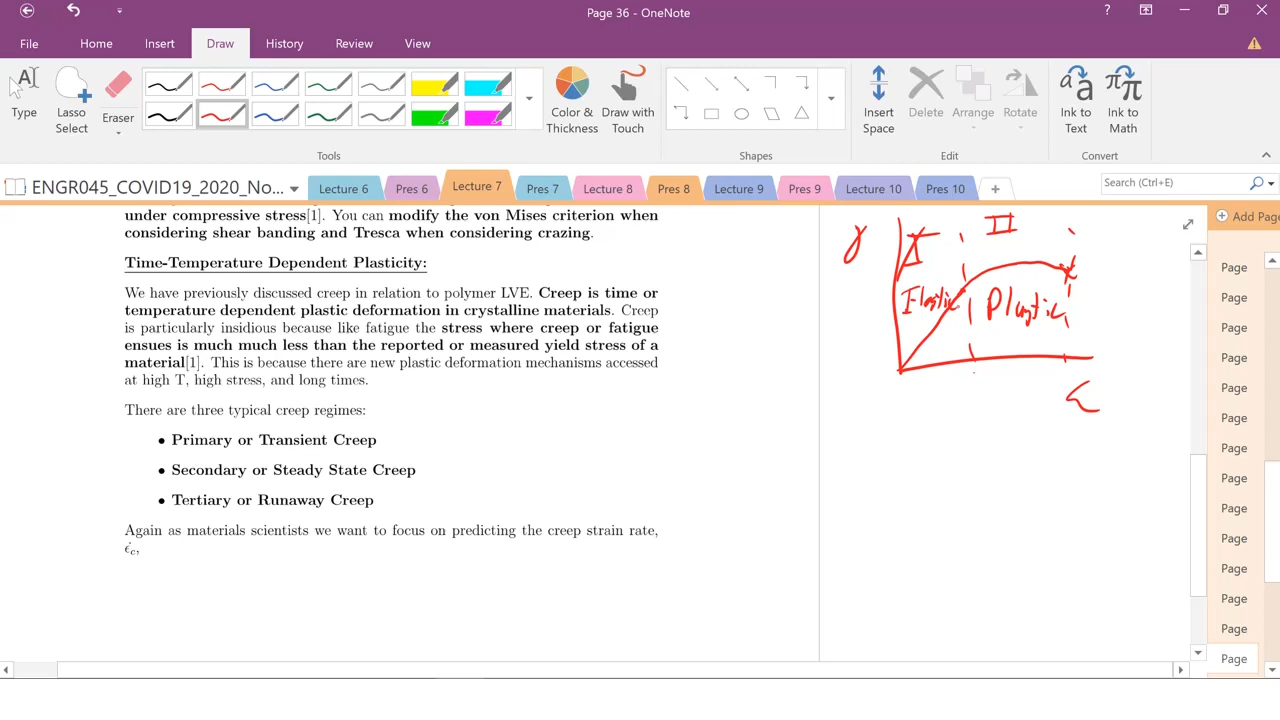 Page 36 - OneNote
?
File Home Insert Draw History Review View
Type
Lasso Select
Eraser
Color & Thickness
Draw with Touch
Insert Space
Delete
Arrange
Rotate
Ink to Text
Ink to Math
Tools
Shapes
Edit
Convert
ENGR045_COVID19_2020_No...
Lecture 6 Pres 6 Lecture 7 Pres 7 Lecture 8 Pres 8 Lecture 9 Pres 9 Lecture 10 Pres 10 +
Search (Ctrl+E)
Add Page
under compressive stress[1]. You can modify the von Mises criterion when
considering shear banding and Tresca when considering crazing.
Time-Temperature Dependent Plasticity:
We have previously discussed creep in relation to polymer LVE. Creep is time or
temperature dependent plastic deformation in crystalline materials. Creep
is particularly insidious because like fatigue the stress where creep or fatigue
ensues is much much less than the reported or measured yield stress of a
material[1]. This is because there are new plastic deformation mechanisms accessed
at high T, high stress, and long times.
There are three typical creep regimes:
• Primary or Transient Creep
• Secondary or Steady State Creep
• Tertiary or Runaway Creep
Again as materials scientists we want to focus on predicting the creep strain rate,
ϵ̇c,
I II
Elastic Plastic
Page
Page
Page
Page
Page
Page
Page
Page
Page
Page
Page
Page
Page
Page